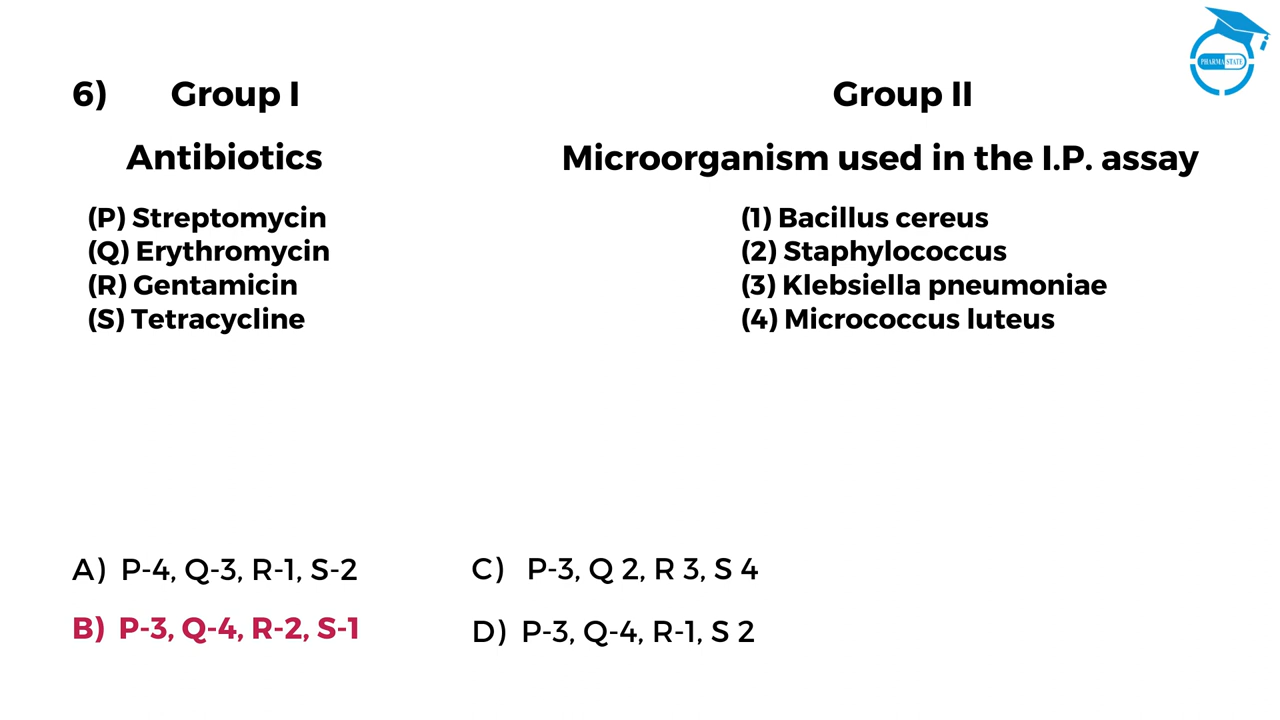 PHARMA STATE
6) Group I Group II
Antibiotics Microorganism used in the I.P. assay
(P) Streptomycin (1) Bacillus cereus
(Q) Erythromycin (2) Staphylococcus
(R) Gentamicin (3) Klebsiella pneumoniae
(S) Tetracycline (4) Micrococcus luteus
A) P-4, Q-3, R-1, S-2 C) P-3, Q 2, R 3, S 4
B) P-3, Q-4, R-2, S-1 D) P-3, Q-4, R-1, S 2